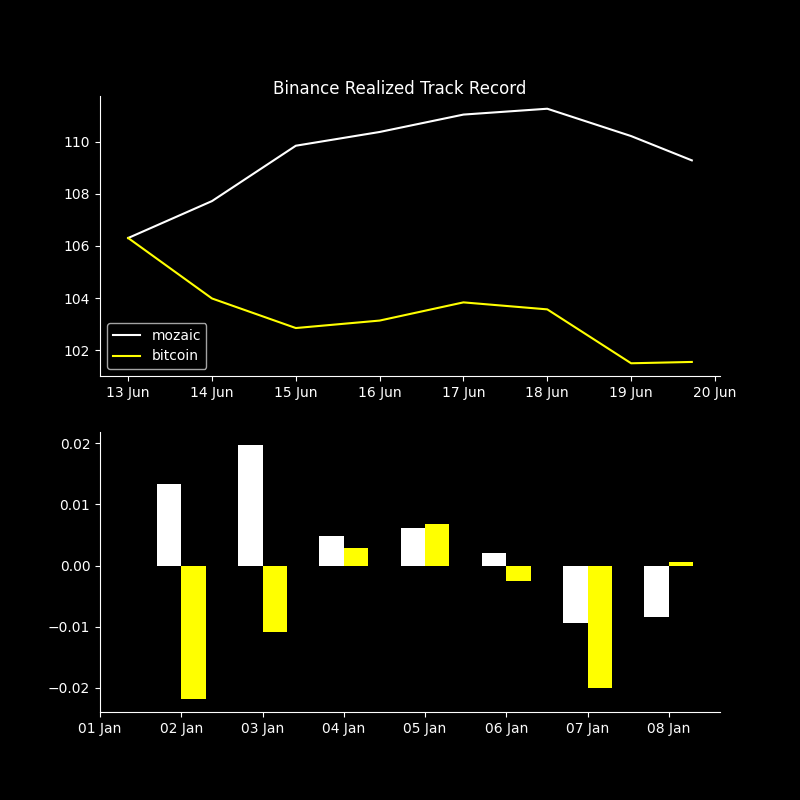 Binance Realized Track Record
110
108
106
104
102
mozaic
bitcoin
13 Jun 14 Jun 15 Jun 16 Jun 17 Jun 18 Jun 19 Jun 20 Jun
0.02
0.01
0.00
−0.01
−0.02
01 Jan 02 Jan 03 Jan 04 Jan 05 Jan 06 Jan 07 Jan 08 Jan